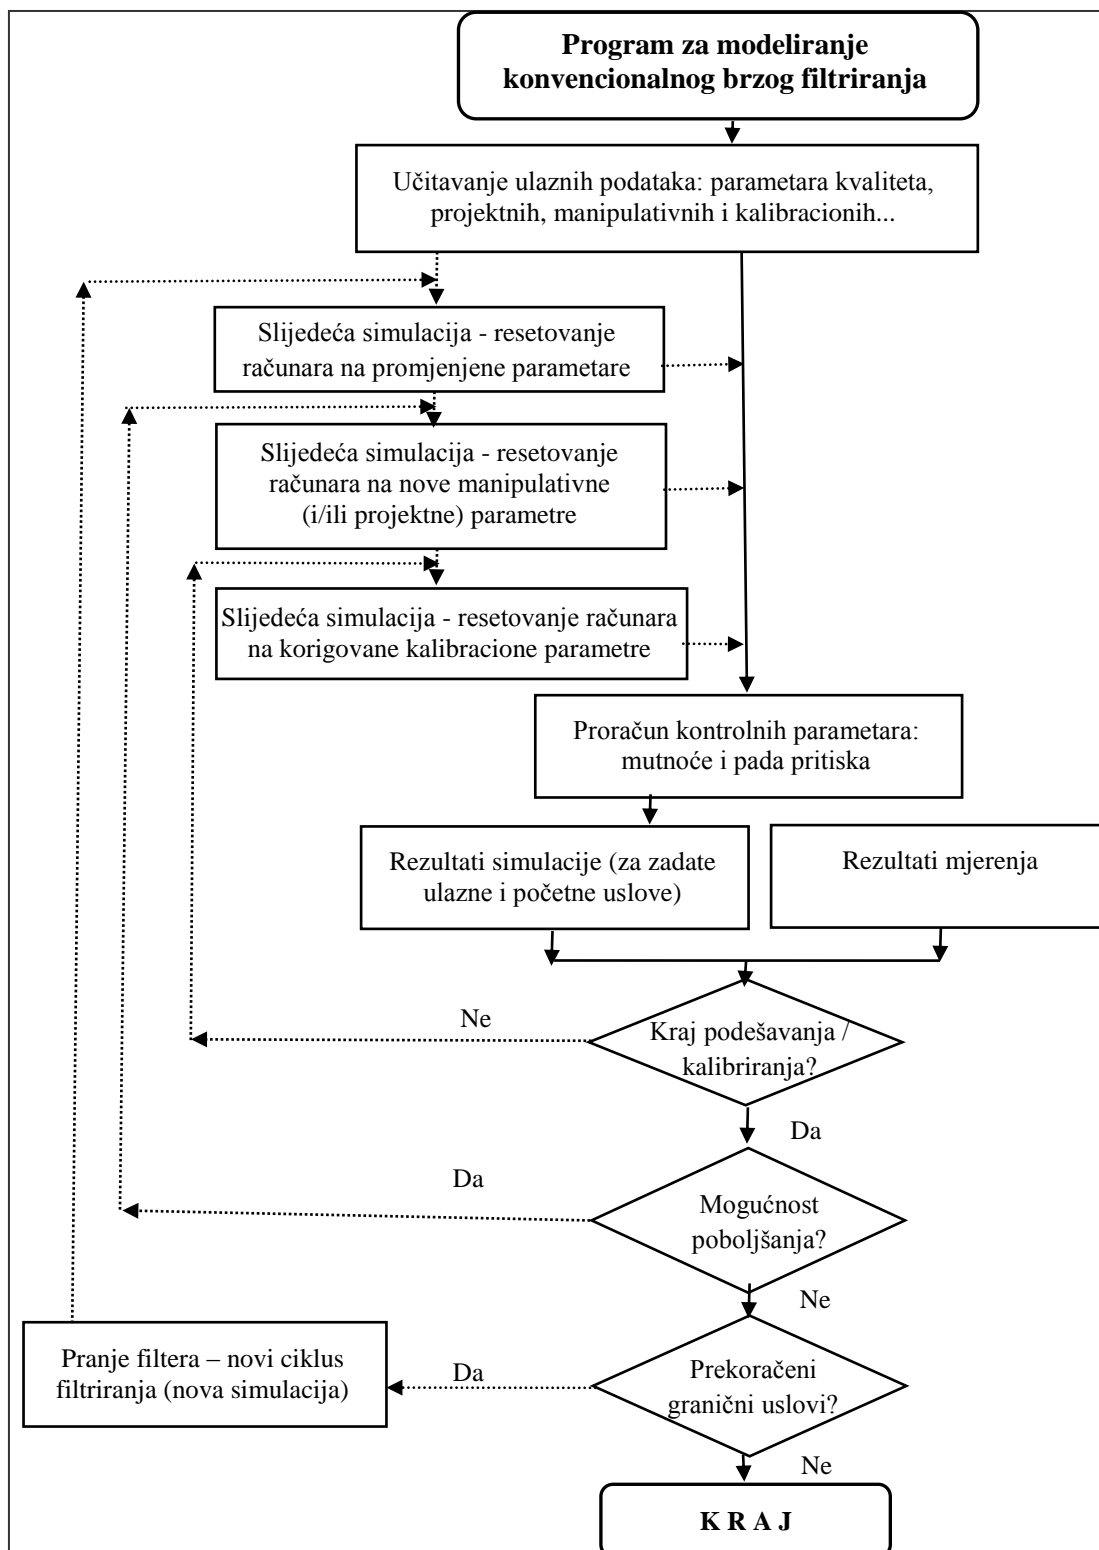 Program za modeliranje
konvencionalnog brzog filtriranja
Učitavanje ulaznih podataka: parametara kvaliteta,
projektnih, manipulativnih i kalibracionih...
Slijedeća simulacija - resetovanje
računara na promjenjene parametare
Slijedeća simulacija - resetovanje
računara na nove manipulativne
(i/ili projektne) parametre
Slijedeća simulacija - resetovanje računara
na korigovane kalibracione parametre
Proračun kontrolnih parametara:
mutnoće i pada pritiska
Rezultati simulacije (za zadate
ulazne i početne uslove)
Rezultati mjerenja
Ne
Kraj podešavanja /
kalibriranja?
Da
Da
Mogućnost
poboljšanja?
Ne
Pranje filtera – novi ciklus
filtriranja (nova simulacija)
Da
Prekoračeni
granični uslovi?
Ne
K R A J